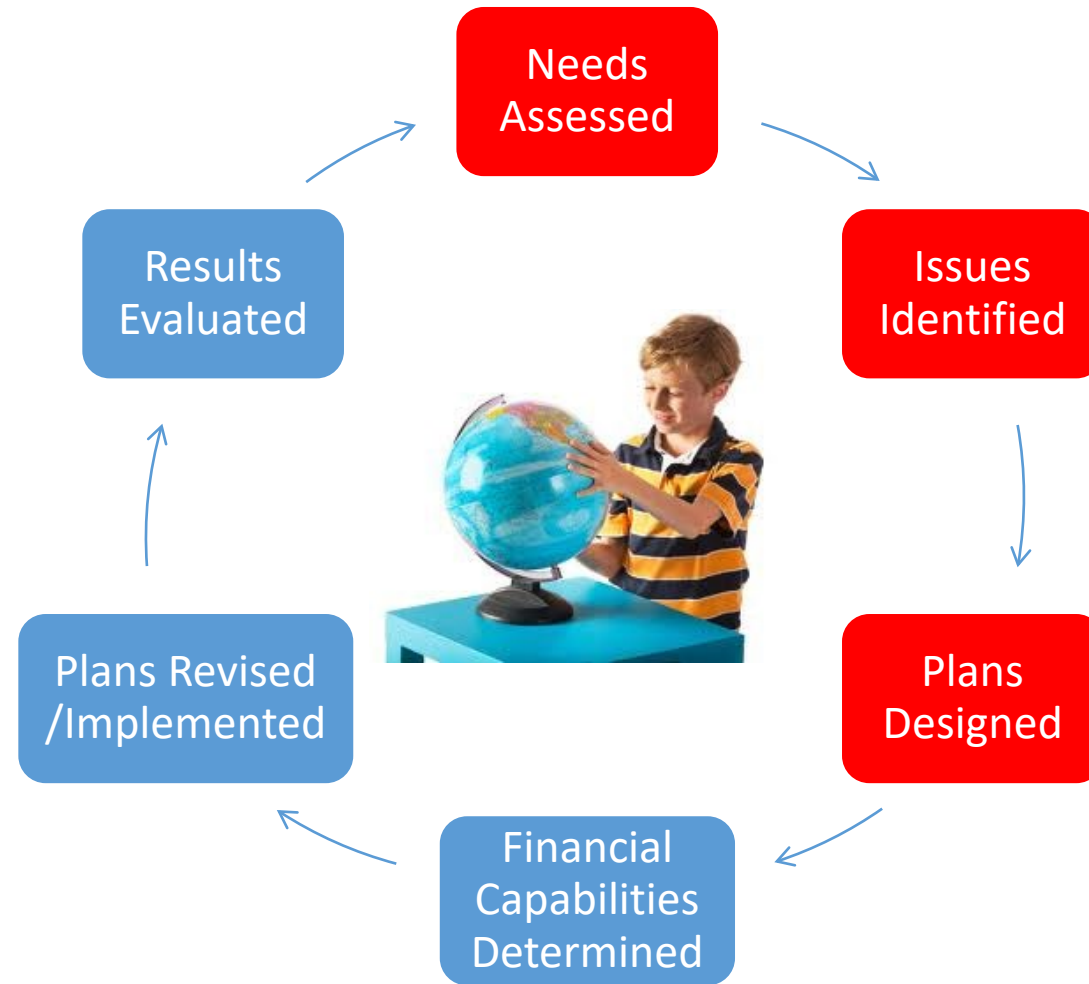 Needs
Assessed
Issues
Identified
Plans
Designed
Financial
Capabilities
Determined
Plans Revised
/Implemented
Results
Evaluated